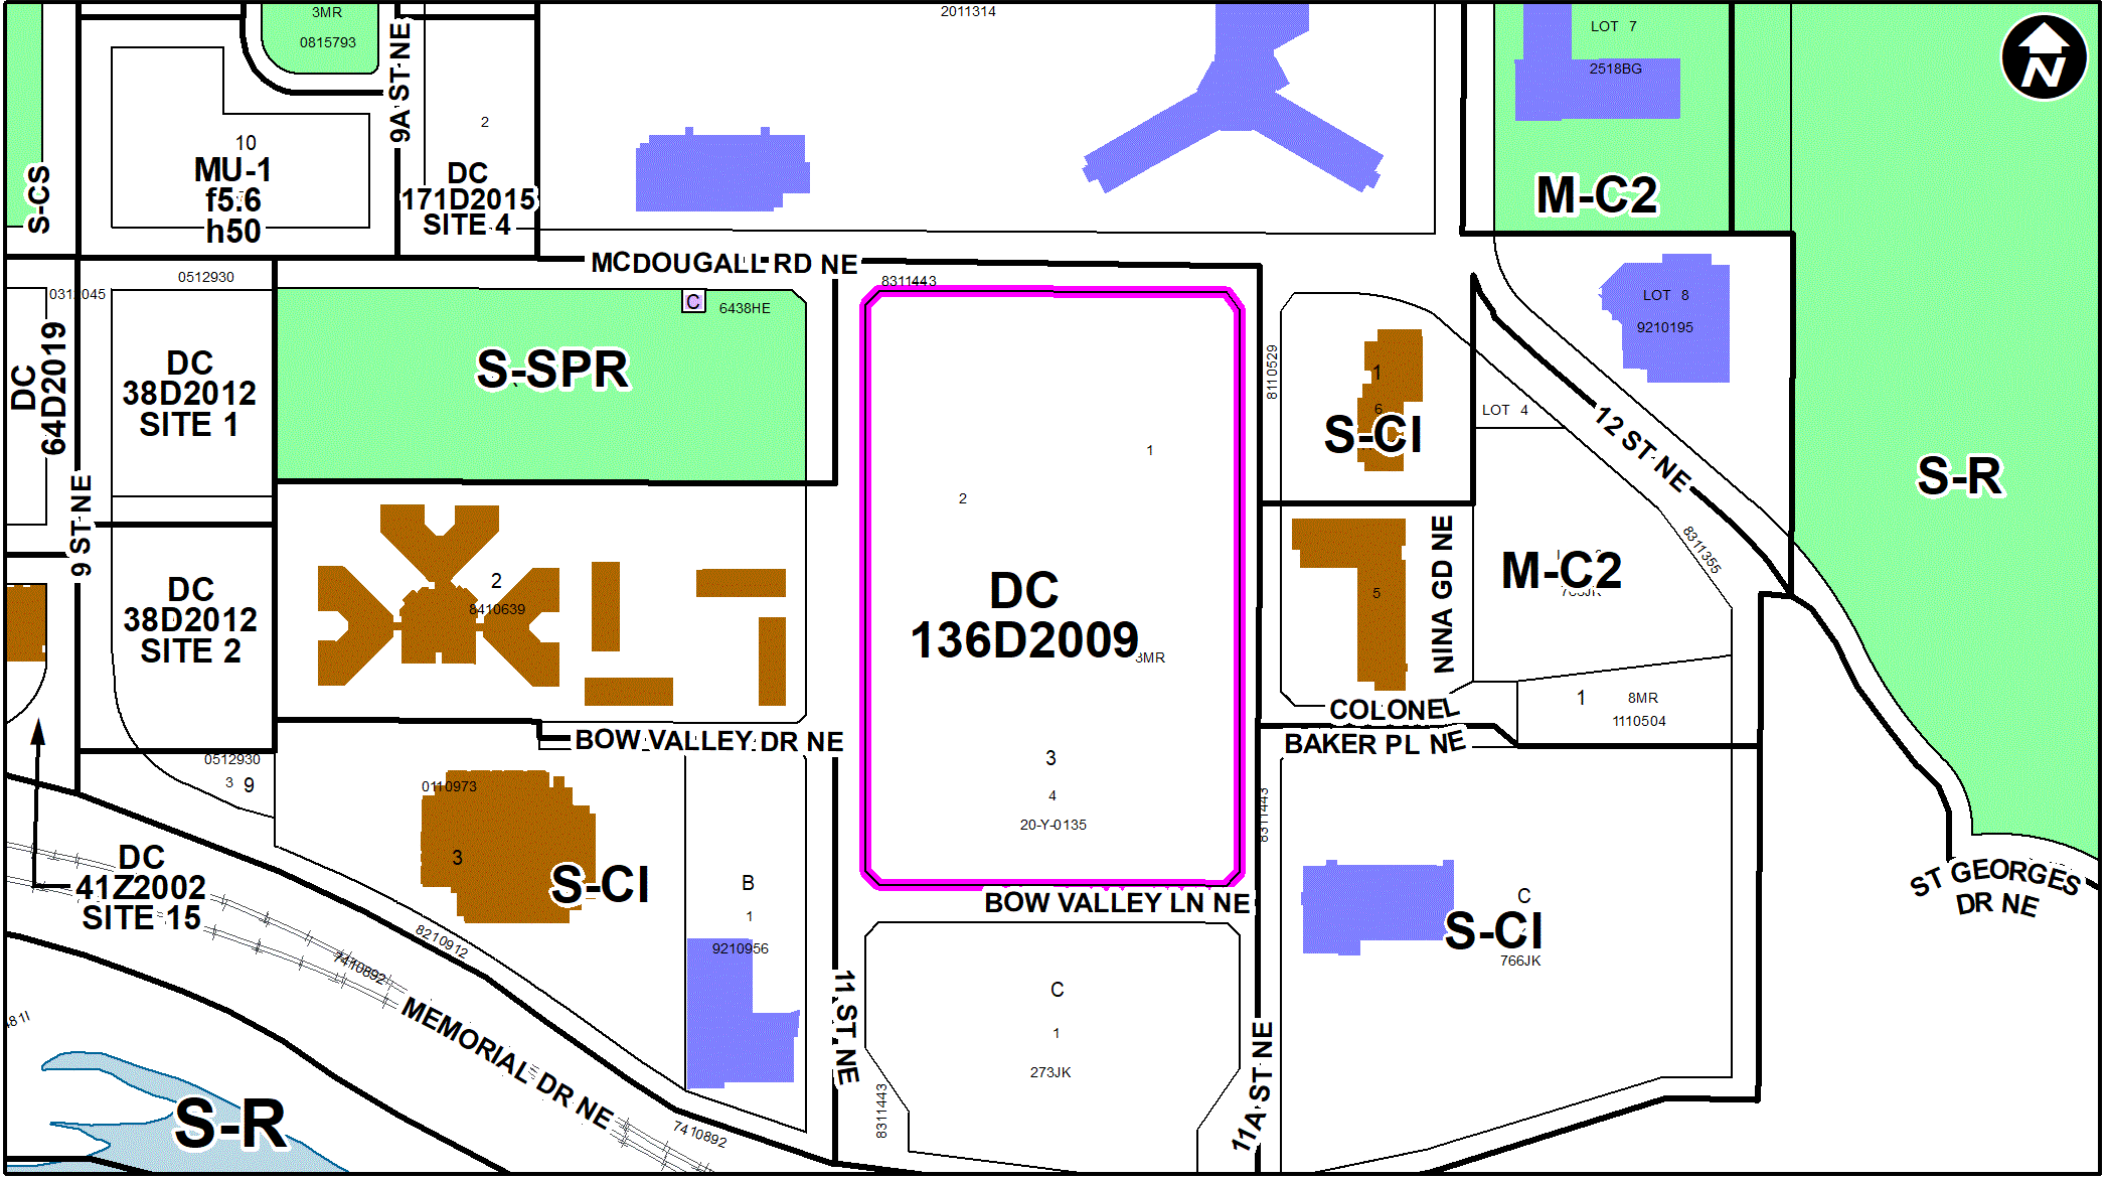 3MR
0815793
2011314
LOT 7
2518BG
N
9A ST NE
S-CS
10
MU-1
f5.6
h50
2
DC
171D2015
SITE 4
M-C2
MCDOUGALL RD NE
0512930
8311443
LOT 8
9210195
C
6438HE
DC
64D2019
DC
38D2012
SITE 1
S-SPR
8110529
1
6
S-CI
LOT 4
12 ST NE
S-R
1
2
9 ST NE
DC
38D2012
SITE 2
2
8410639
DC
136D2009
3MR
5
NINA GD NE
M-C2
8311355
COLONEL
BAKER PL NE
1
8MR
1110504
BOW VALLEY DR NE
0512930
3
9
0110973
3
S-CI
B
1
9210956
3
4
20-Y-0135
8311443
BOW VALLEY LN NE
ST GEORGES
DR NE
DC
41Z2002
SITE 15
8210912
7410892
C
S-CI
766JK
MEMORIAL DR NE
11 ST NE
C
1
273JK
8311443
11A ST NE
S-R
7410892